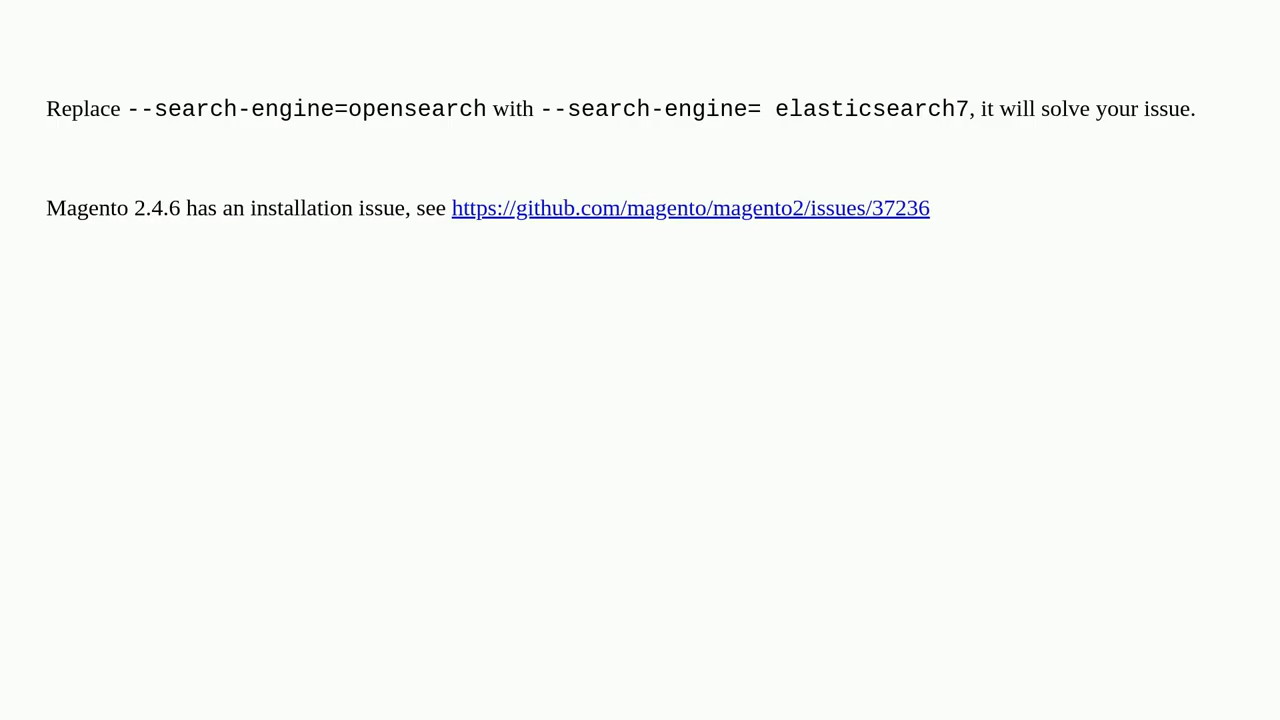 Replace --search-engine=opensearch with --search-engine= elasticsearch7, it will solve your issue.
Magento 2.4.6 has an installation issue, see https://github.com/magento/magento2/issues/37236